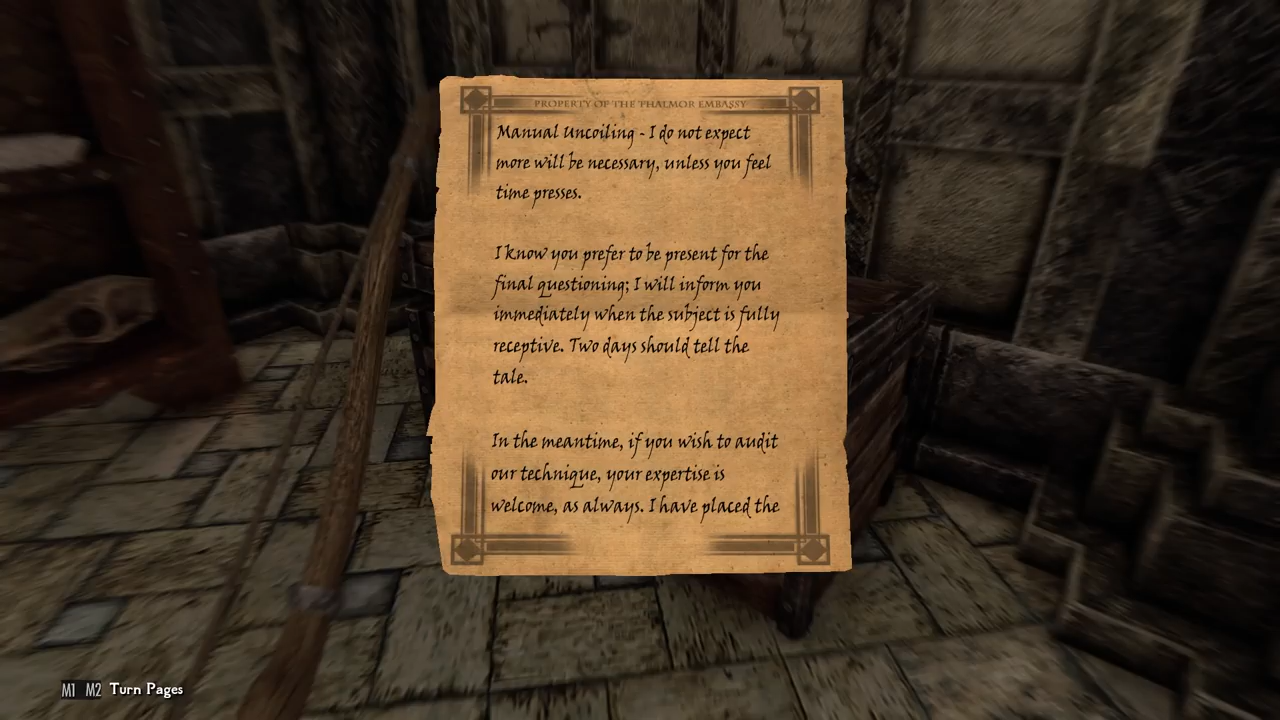 PROPERTY OF THE THALMOR EMBASSY
Manual Uncoiling - I do not expect
more will be necessary, unless you feel
time presses.
I know you prefer to be present for the
final questioning; I will inform you
immediately when the subject is fully
receptive. Two days should tell the
tale.
In the meantime, if you wish to audit
our technique, your expertise is
welcome, as always. I have placed the
M1 M2 Turn Pages